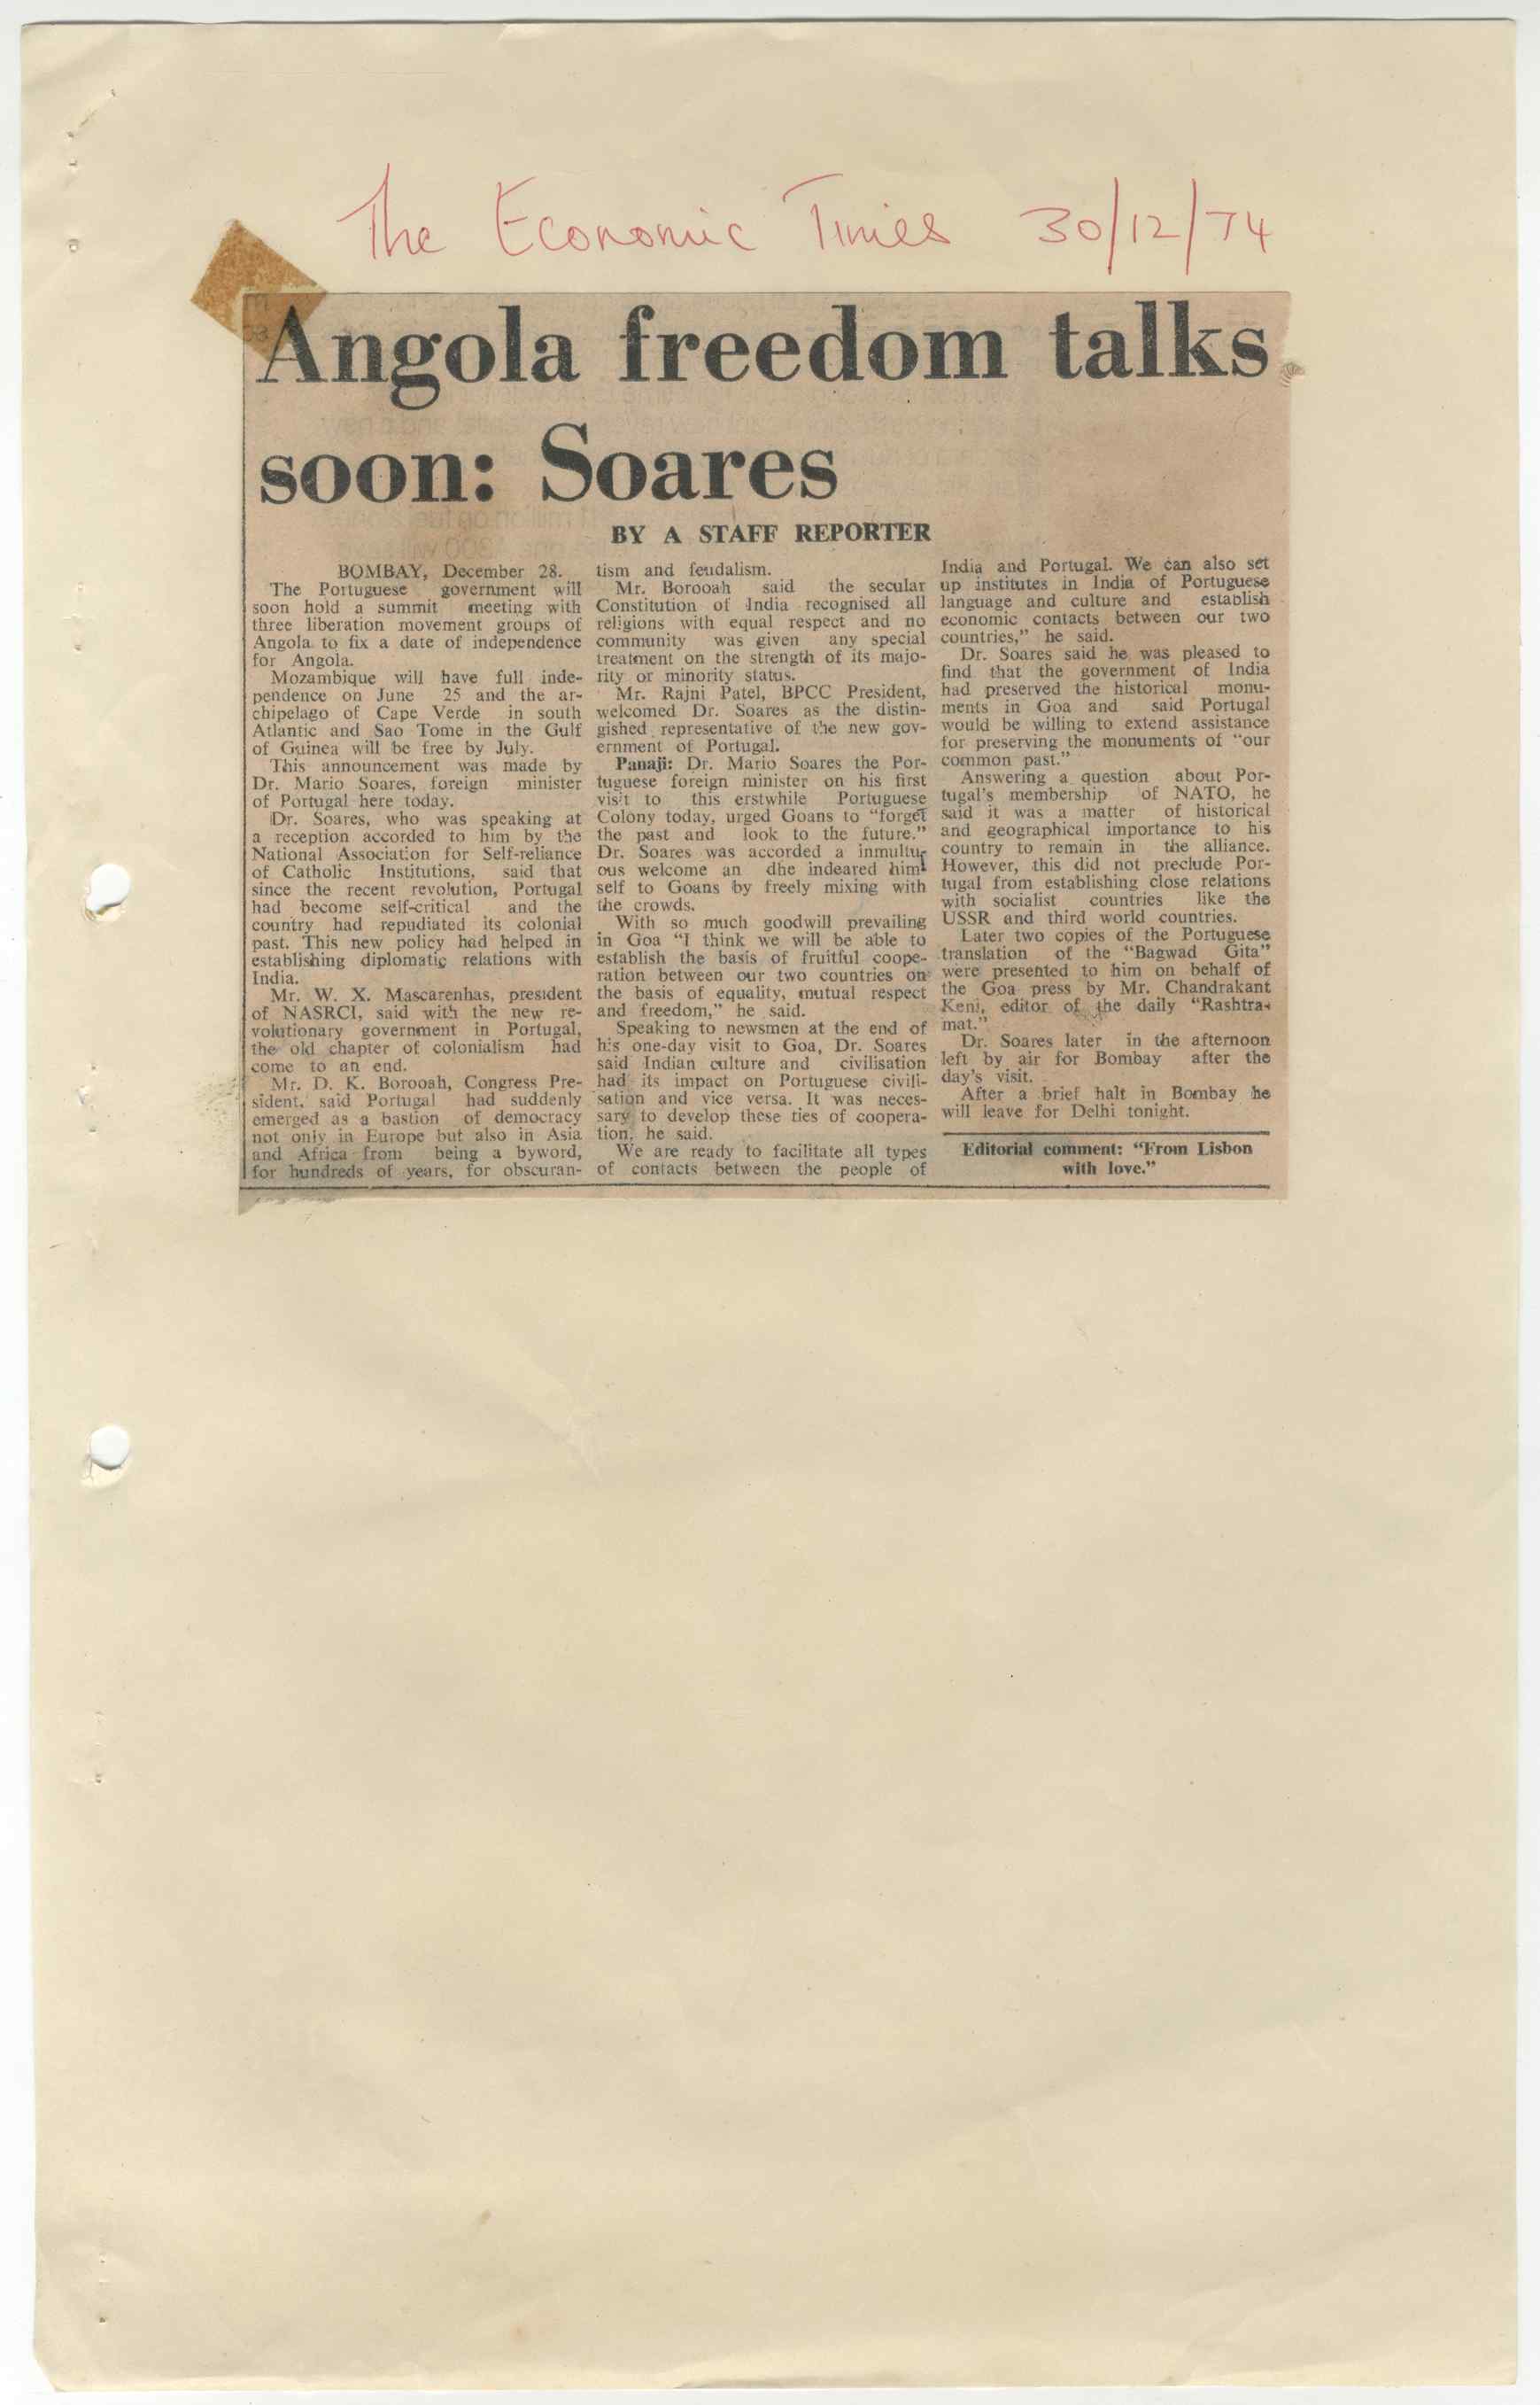 The Economic Times 30/12/74
Angola freedom talks
soon: Soares
BY A STAFF REPORTER
BOMBAY, December 28.
The Portuguese government will
soon hold a summit meeting with
three liberation movement groups of
Angola to fix a date of independence
for Angola.
Mozambique will have full inde-
pendence on June 25 and the ar-
chipelago of Cape Verde in south
Atlantic and Sao Tome in the Gulf
of Guinea will be free by July.
This announcement was made by
Dr. Mario Soares, foreign minister
of Portugal here today.
Dr. Soares, who was speaking at
a reception accorded to him by the
National Association for Self-reliance
of Catholic Institutions, said that
since the recent revolution, Portugal
had become self-critical and the
country had repudiated its colonial
past. This new policy had helped in
establishing diplomatic relations with
India.
Mr. W. X. Mascarenhas, president
of NASRCI, said with the new re-
volutionary government in Portugal,
the old chapter of colonialism had
come to an end.
Mr. D. K. Borooah, Congress Pre-
sident, said Portugal had suddenly
emerged as a bastion of democracy
not only in Europe but also in Asia
and Africa from being a byword,
for hundreds of years, for obscuran-
tism and feudalism.
Mr. Borooah said the secular
Constitution of India recognised all
religions with equal respect and no
community was given any special
treatment on the strength of its majo-
rity or minority status.
Mr. Rajni Patel, BPCC President,
welcomed Dr. Soares as the distin-
gished representative of the new gov-
ernment of Portugal.
Panaji: Dr. Mario Soares the Por-
tuguese foreign minister on his first
visit to this erstwhile Portuguese
Colony today, urged Goans to "forget
the past and look to the future."
Dr. Soares was accorded a inmultur
ous welcome an dhe indeared him-
self to Goans by freely mixing with
the crowds.
With so much goodwill prevailing
in Goa "I think we will be able to
establish the basis of fruitful coope-
ration between our two countries on
the basis of equality, mutual respect
and freedom," he said.
Speaking to newsmen at the end of
his one-day visit to Goa, Dr. Soares
said Indian culture and civilisation
had its impact on Portuguese civili-
sation and vice versa. It was neces-
sary to develop these ties of coopera-
tion, he said.
We are ready to facilitate all types
of contacts between the people of
India and Portugal. We can also set
up institutes in India of Portuguese
language and culture and establish
economic contacts between our two
countries," he said.
Dr. Soares said he was pleased to
find that the government of India
had preserved the historical monu-
ments in Goa and said Portugal
would be willing to extend assistance
for preserving the monuments of "our
common past."
Answering a question about Por-
tugal's membership of NATO, he
said it was a matter of historical
and geographical importance to his
country to remain in the alliance.
However, this did not preclude Por-
tugal from establishing close relations
with socialist countries like the
USSR and third world countries.
Later two copies of the Portuguese
translation of the "Bagwad Gita"
were presented to him on behalf of
the Goa press by Mr. Chandrakant
Keni, editor of the daily "Rashtra-
mat."
Dr. Soares later in the afternoon
left by air for Bombay after the
day's visit.
After a brief halt in Bombay he
will leave for Delhi tonight.
Editorial comment: "From Lisbon
with love."